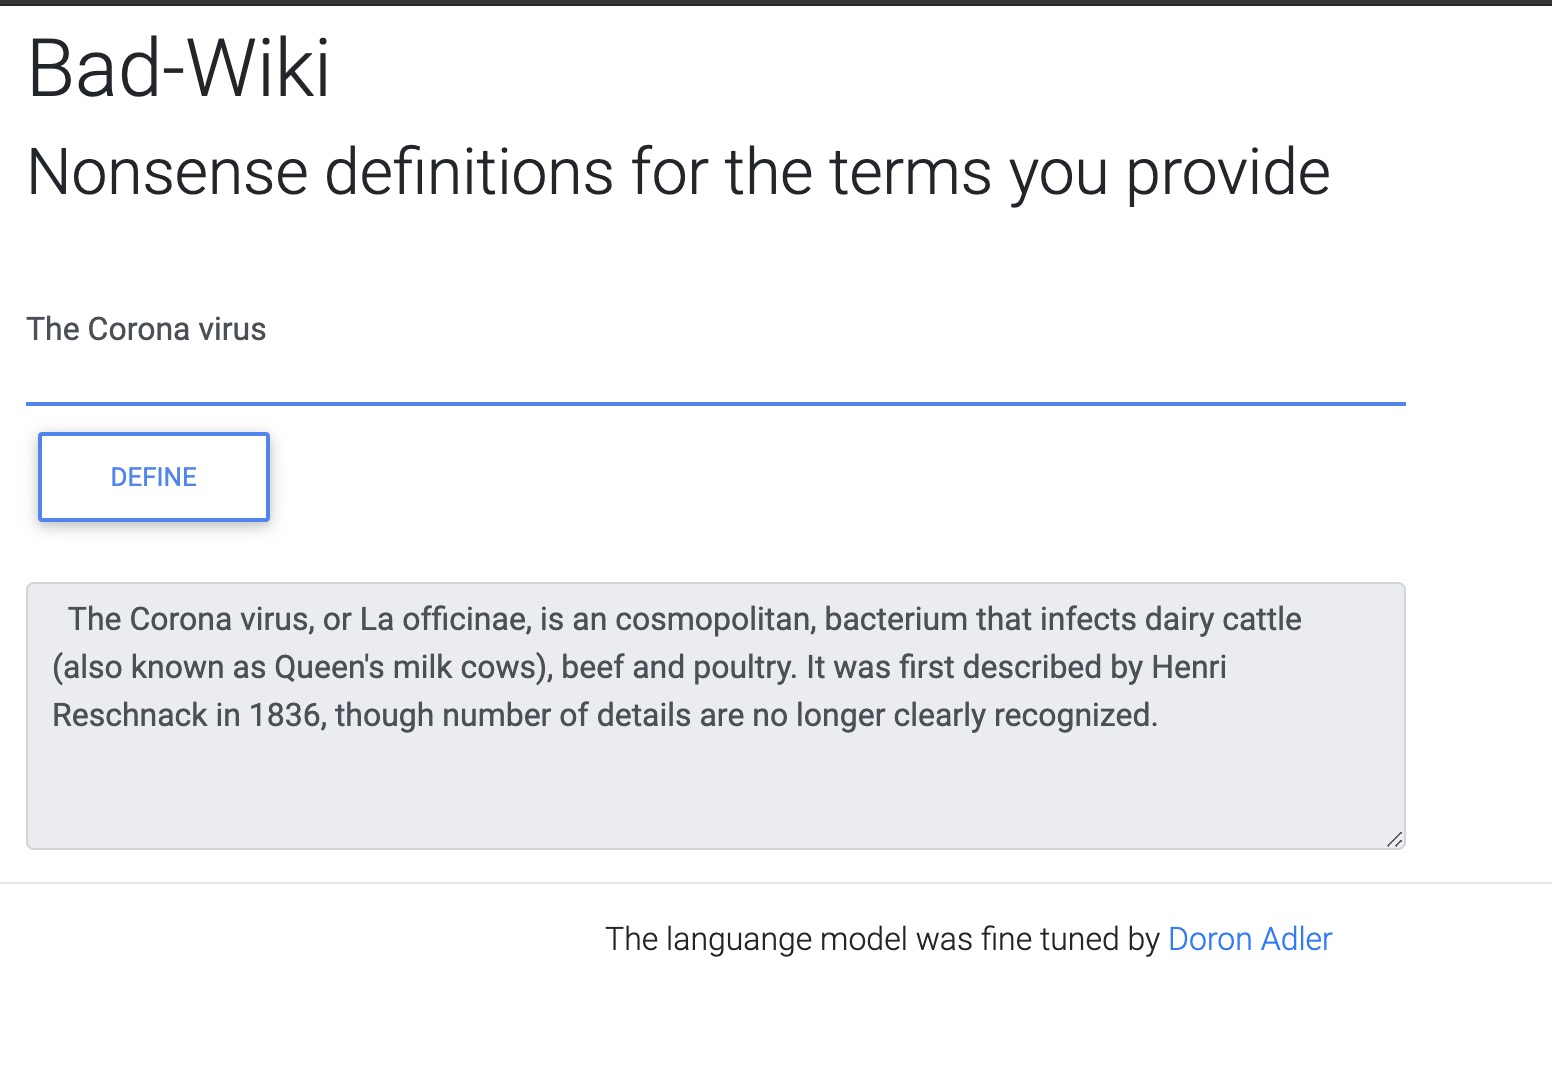 Bad-Wiki
Nonsense definitions for the terms you provide
The Corona virus
DEFINE
The Corona virus, or La officinae, is an cosmopolitan, bacterium that infects dairy cattle
(also known as Queen's milk cows), beef and poultry. It was first described by Henri
Reschnack in 1836, though number of details are no longer clearly recognized.
The languange model was fine tuned by Doron Adler